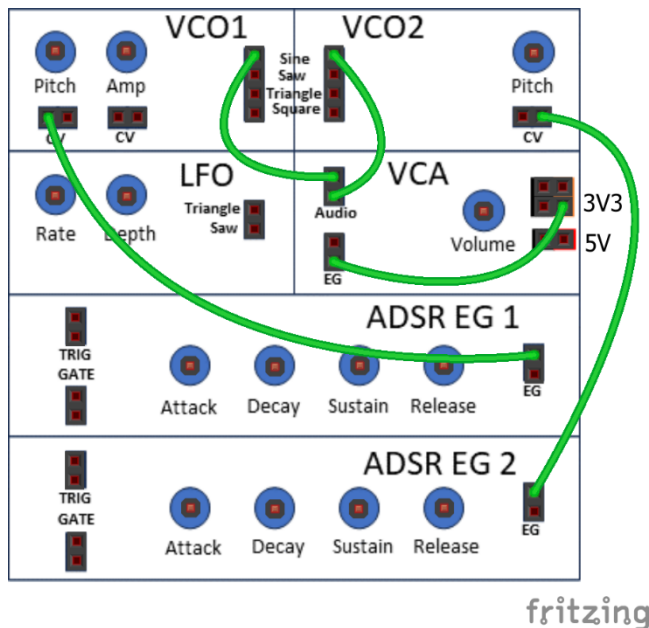 VCO1 VCO2
Sine
Saw
Triangle
Square
Pitch Amp Pitch
CV CV CV
LFO VCA
Triangle
Saw
Audio
3V3
Rate Depth Volume 5V
EG
ADSR EG 1
TRIG
GATE
Attack Decay Sustain Release EG
ADSR EG 2
TRIG
GATE
Attack Decay Sustain Release EG
fritzing